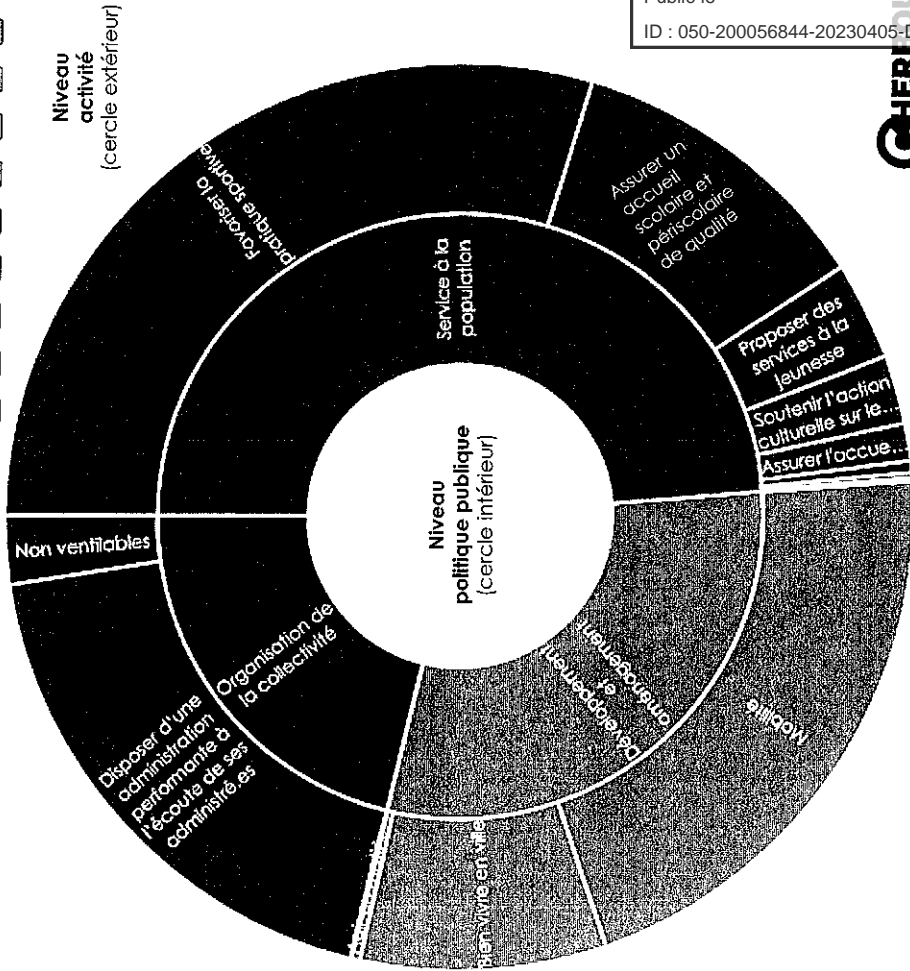 Publié le
ID : 050-200056844-20230405-D
Niveau
activité
(cercle extérieur)
Favoriser la
pratique sportive
Assurer un
accueil
scolaire et
périscolaire
de qualité
Service à la
population
Proposer des
services à la
jeunesse
Soutenir l'action
culturelle sur le...
Assurer l'accue...
Niveau
politique publique
(cercle intérieur)
Non ventilables
Organisation de
la collectivité
Disposer d'une
administration
performante à
l'écoute de ses
administré.es
Développement
et
aménagement
Mobilité
Bien vivre en ville